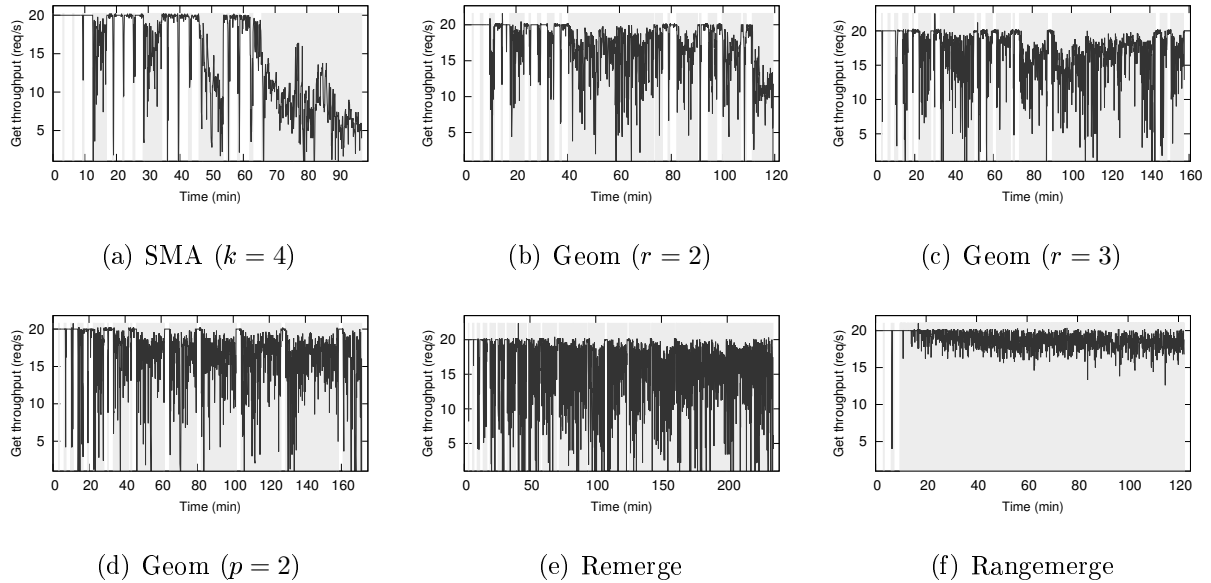 Get throughput (req/s)
20
15
10
5
0 10 20 30 40 50 60 70 80 90
Time (min)
(a) SMA (k = 4)
Get throughput (req/s)
20
15
10
5
0 20 40 60 80 100 120
Time (min)
(b) Geom (r = 2)
Get throughput (req/s)
20
15
10
5
0 20 40 60 80 100 120 140 160
Time (min)
(c) Geom (r = 3)
Get throughput (req/s)
20
15
10
5
0 20 40 60 80 100 120 140 160
Time (min)
(d) Geom (p = 2)
Get throughput (req/s)
20
15
10
5
0 50 100 150 200
Time (min)
(e) Remerge
Get throughput (req/s)
20
15
10
5
0 20 40 60 80 100 120
Time (min)
(f) Rangemerge